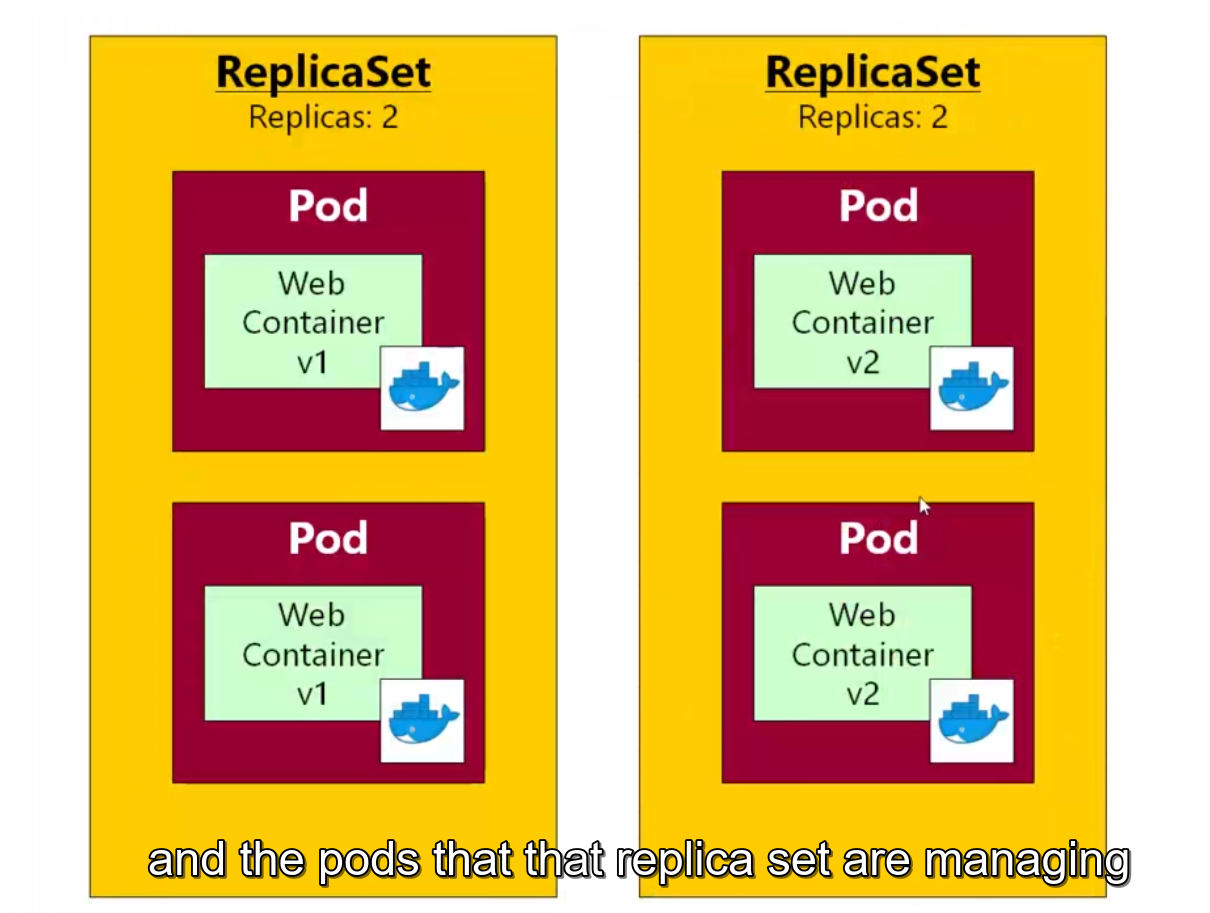 ReplicaSet
Replicas: 2
Pod
Web
Container
v1
Pod
Web
Container
v1
ReplicaSet
Replicas: 2
Pod
Web
Container
v2
Pod
Web
Container
v2
and the pods that that replica set are managing